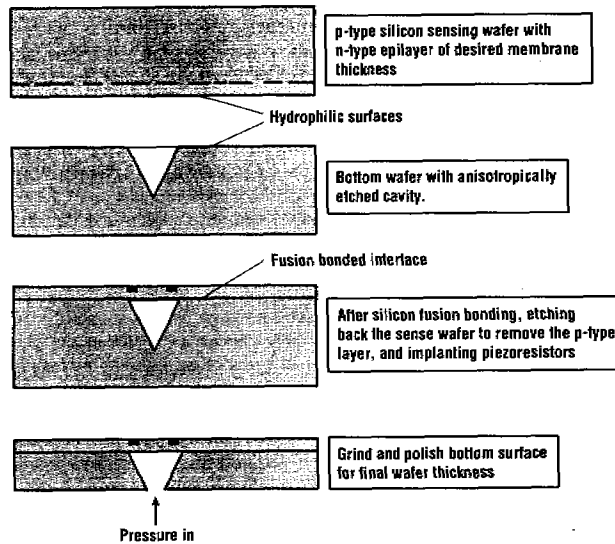 p-type silicon sensing wafer with
n-type epilayer of desired membrane
thickness
Hydrophilic surfaces
Bottom wafer with anisotropically
etched cavity.
Fusion bonded interface
After silicon fusion bonding, etching
back the sense wafer to remove the p-type
layer, and implanting piezoresistors
Grind and polish bottom surface
for final wafer thickness
Pressure in